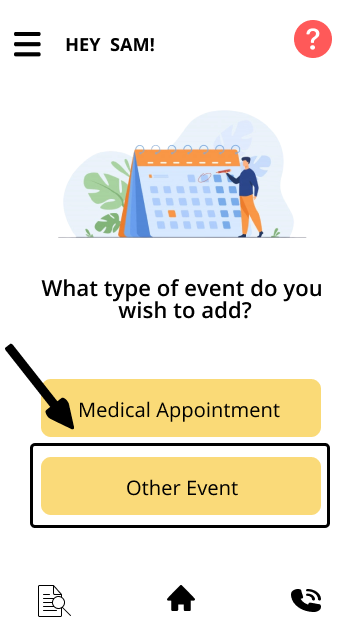 HEY SAM!
?
What type of event do you
wish to add?
Medical Appointment
Other Event